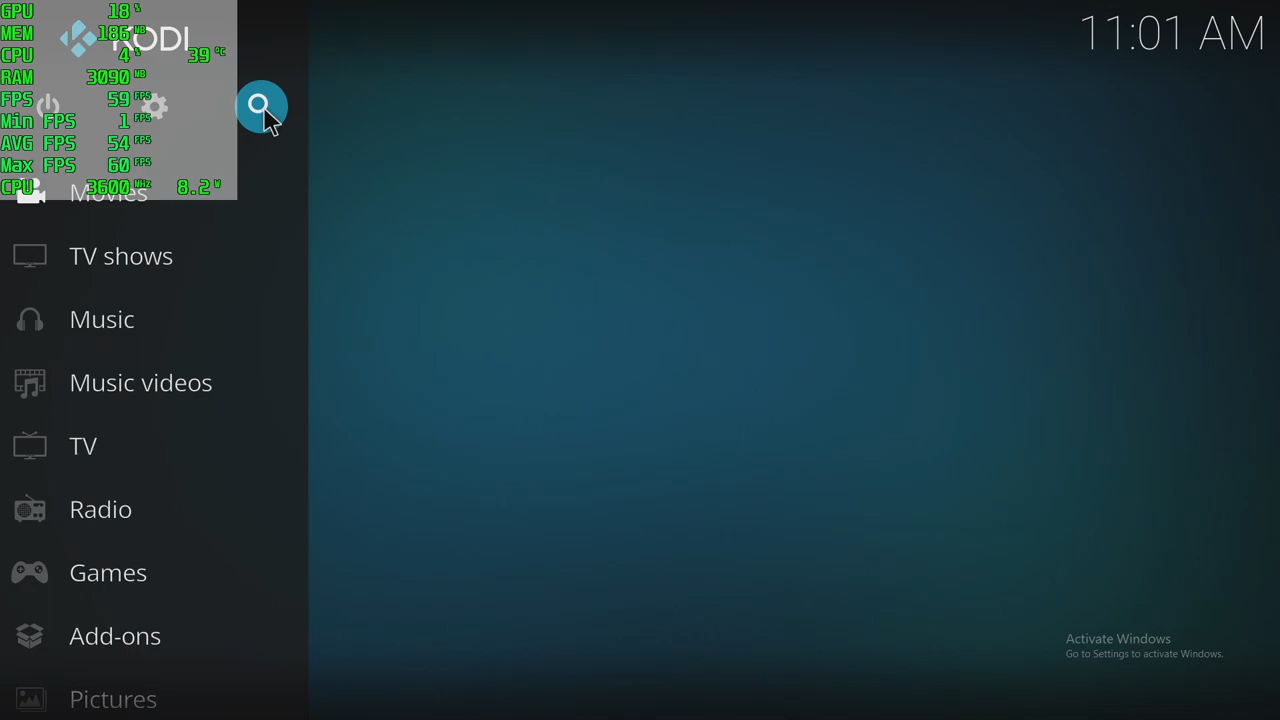 GPU 18 %
MEM 186 MB
KODI
11:01 AM
CPU 4 % 39 °C
RAM 3090 MB
FPS 59 FPS
Min FPS 1 FPS
AVG FPS 54 FPS
Max FPS 60 FPS
CPU 3600 MHz 8.2 W
Movies
TV shows
Music
Music videos
TV
Radio
Games
Add-ons
Pictures
Activate Windows
Go to Settings to activate Windows.